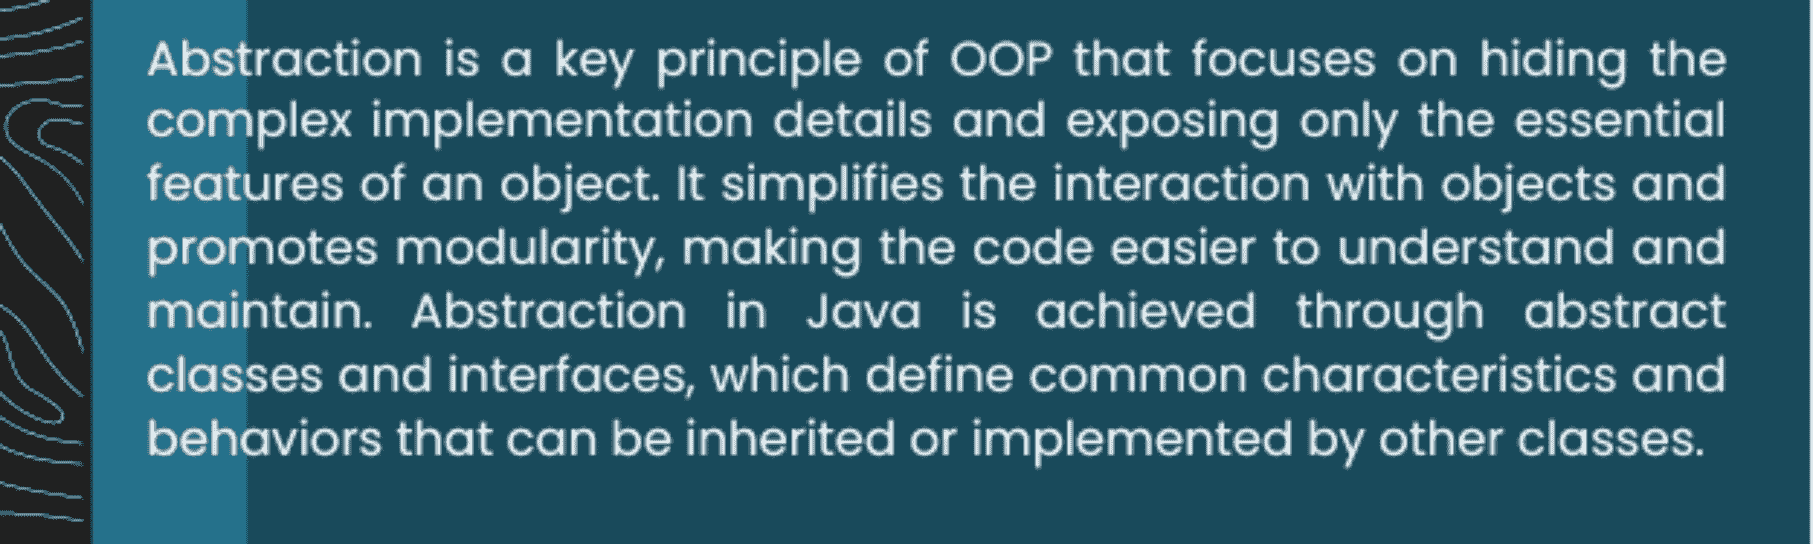 Abstraction is a key principle of OOP that focuses on hiding the
complex implementation details and exposing only the essential
features of an object. It simplifies the interaction with objects and
promotes modularity, making the code easier to understand and
maintain. Abstraction in Java is achieved through abstract
classes and interfaces, which define common characteristics and
behaviors that can be inherited or implemented by other classes.